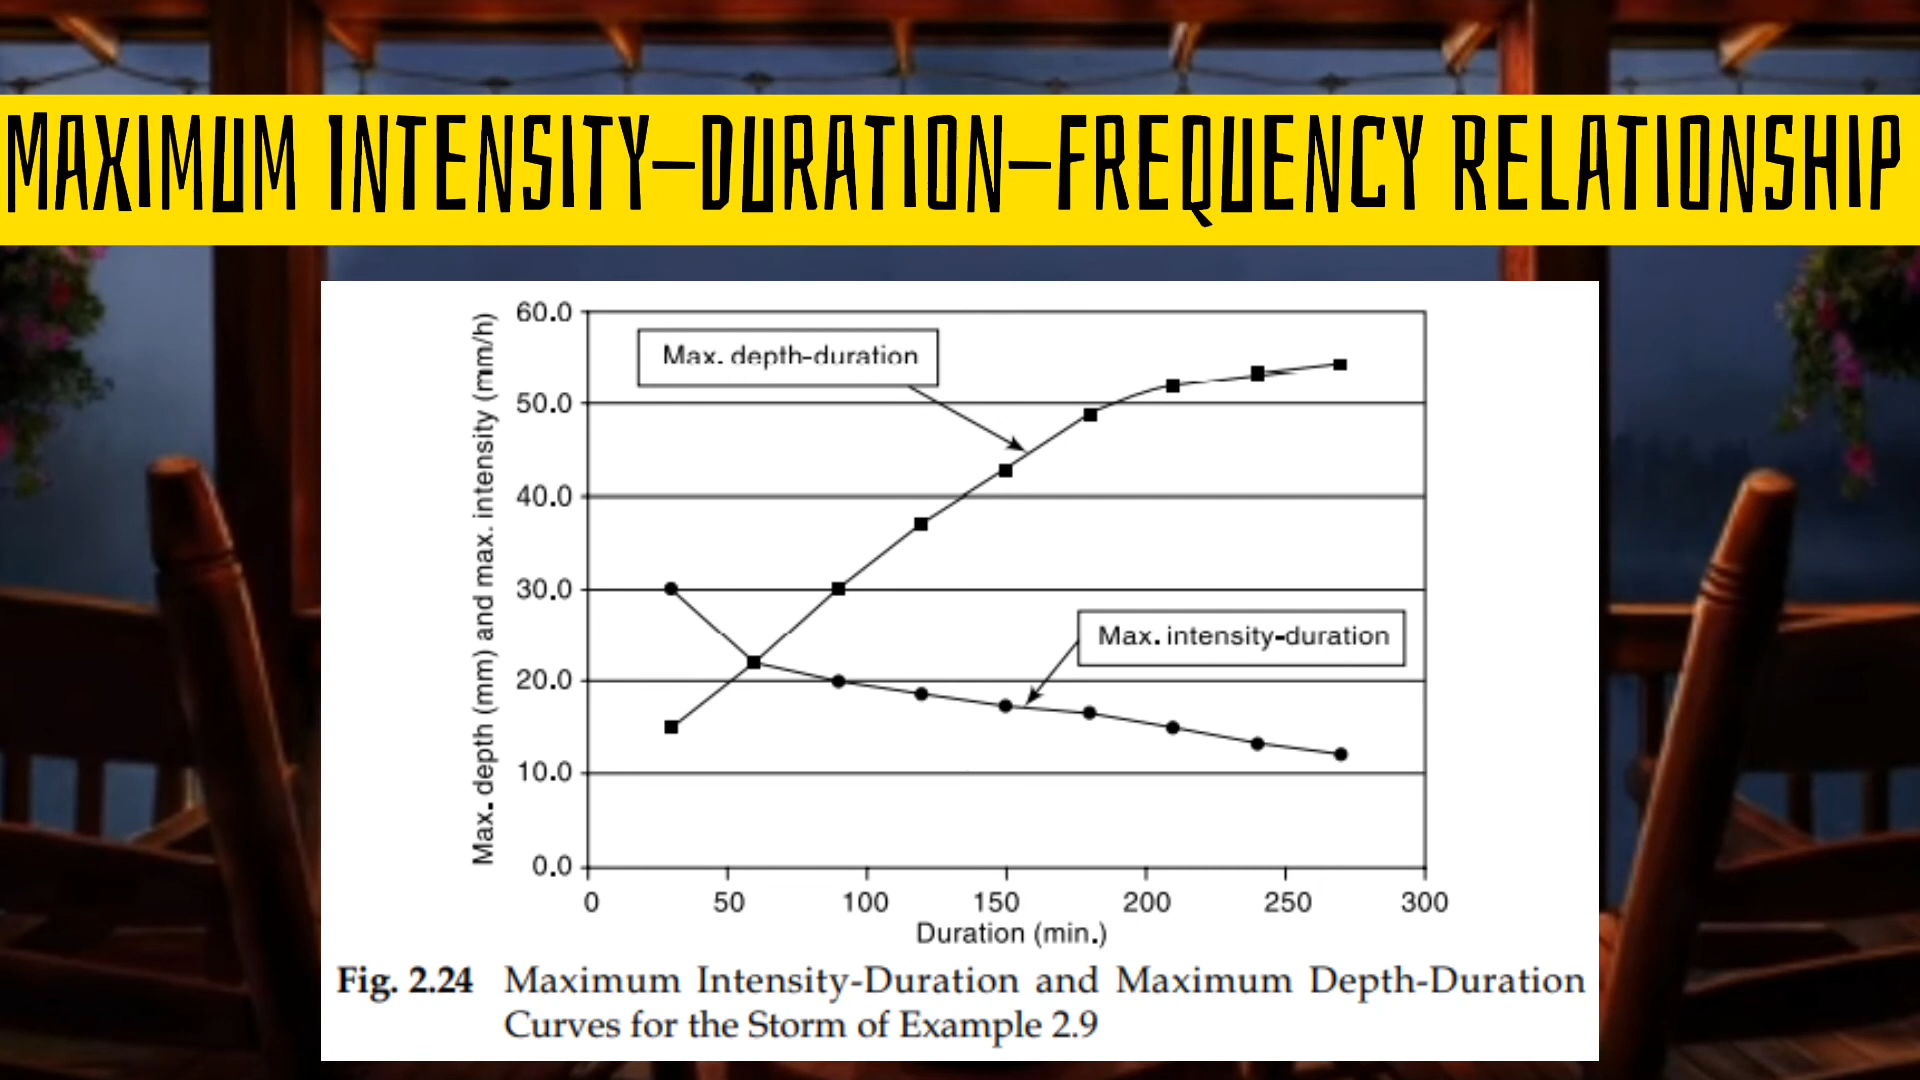 MAXIMUM INTENSITY–DURATION–FREQUENCY RELATIONSHIP
Max. depth (mm) and max. intensity (mm/h)
60.0
50.0
40.0
30.0
20.0
10.0
0.0
Max. depth-duration
Max. intensity-duration
0 50 100 150 200 250 300
Duration (min.)
Fig. 2.24 Maximum Intensity-Duration and Maximum Depth-Duration
Curves for the Storm of Example 2.9